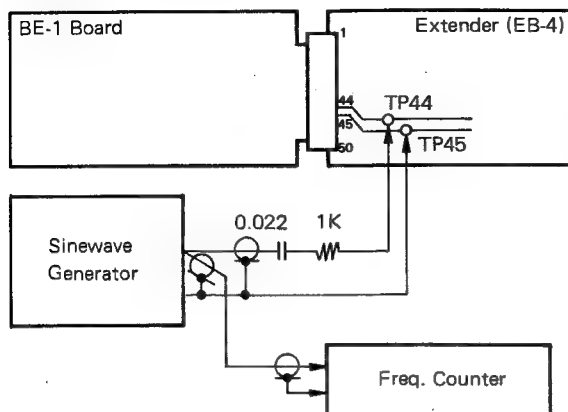 BE-1 Board
Extender (EB-4)
1
44
45
50
TP44
TP45
0.022
1K
Sinewave
Generator
Freq. Counter